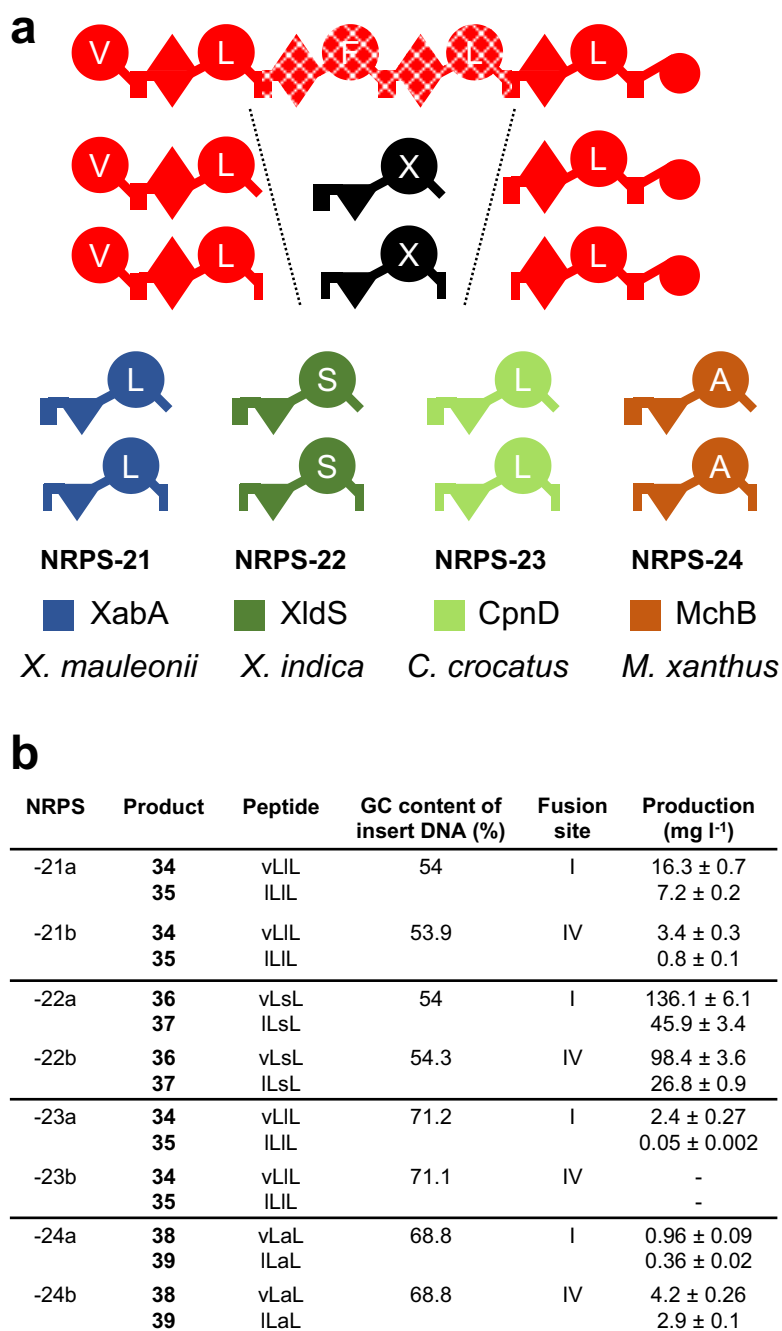 a
V L F L L
V L X L
V L X L
L S L A
L S L A
NRPS-21 NRPS-22 NRPS-23 NRPS-24
XabA XldS CpnD MchB
X. mauleonii X. indica C. crocatus M. xanthus
b
NRPS Product Peptide GC content of insert DNA (%) Fusion site Production (mg l-1)
-21a 34 vLlL 54 I 16.3 ± 0.7
35 lLlL 7.2 ± 0.2
-21b 34 vLlL 53.9 IV 3.4 ± 0.3
35 lLlL 0.8 ± 0.1
-22a 36 vLsL 54 I 136.1 ± 6.1
37 lLsL 45.9 ± 3.4
-22b 36 vLsL 54.3 IV 98.4 ± 3.6
37 lLsL 26.8 ± 0.9
-23a 34 vLlL 71.2 I 2.4 ± 0.27
35 lLlL 0.05 ± 0.002
-23b 34 vLlL 71.1 IV -
35 lLlL -
-24a 38 vLaL 68.8 I 0.96 ± 0.09
39 lLaL 0.36 ± 0.02
-24b 38 vLaL 68.8 IV 4.2 ± 0.26
39 lLaL 2.9 ± 0.1